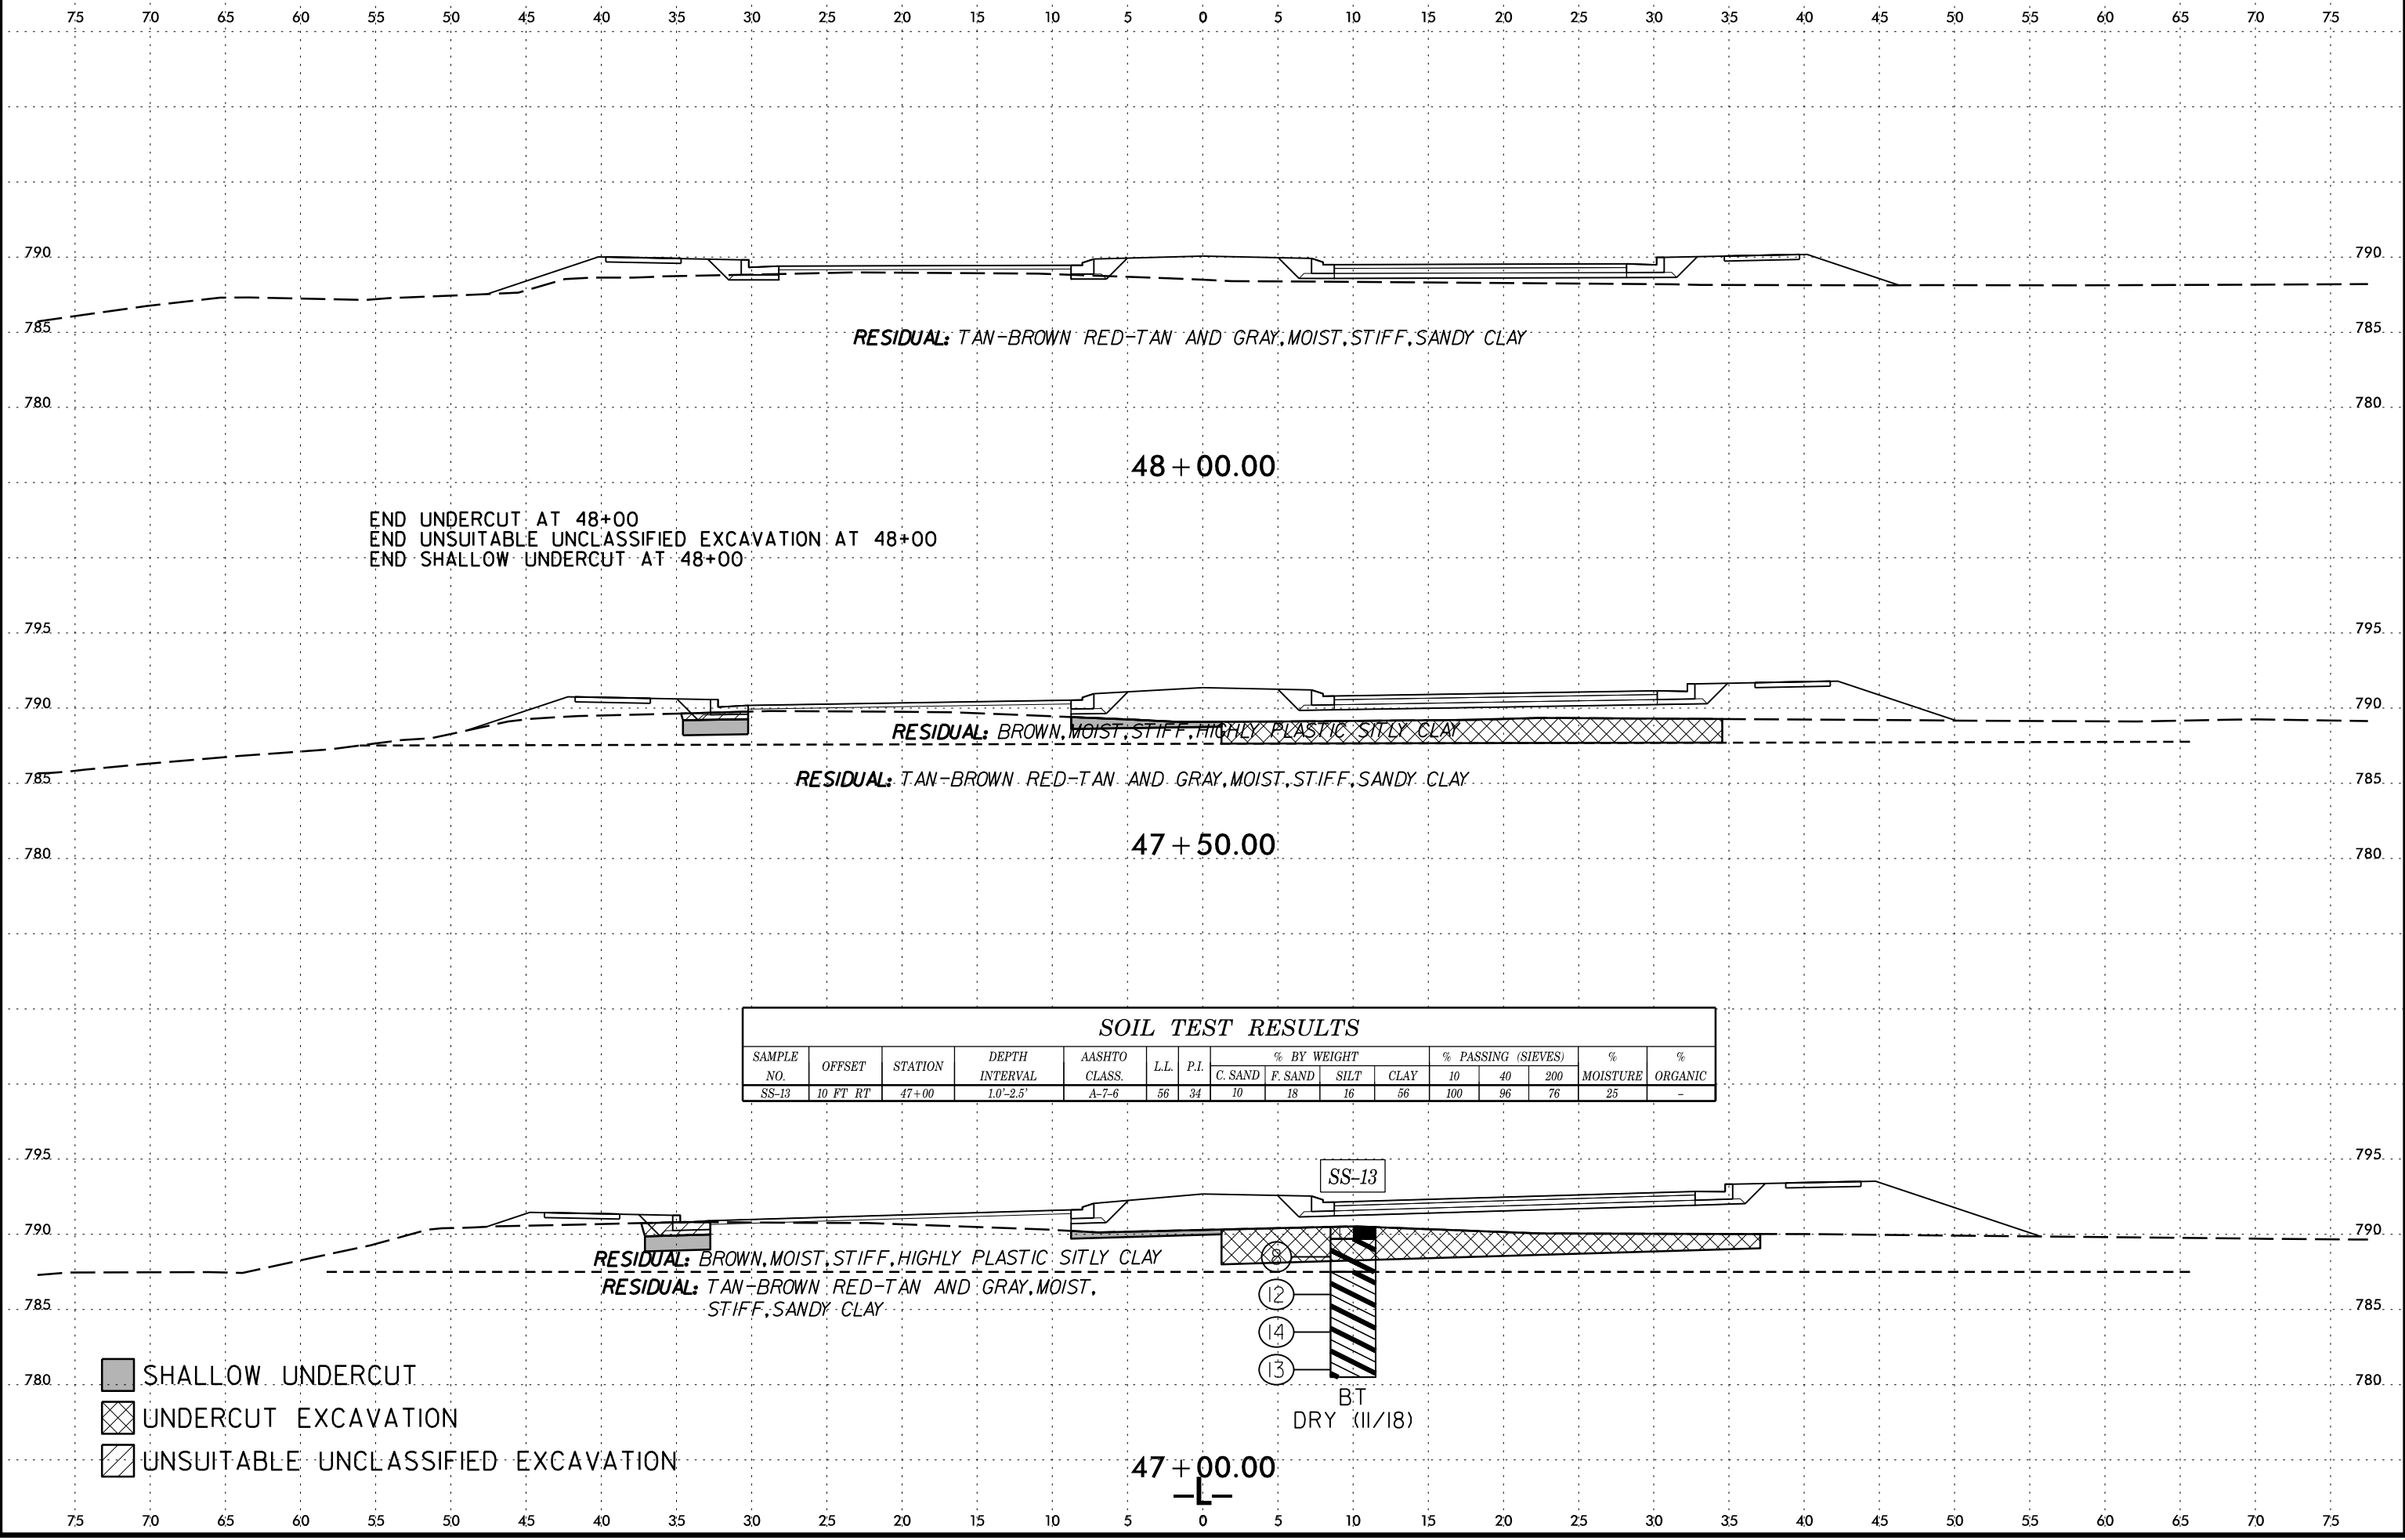 75 70 65 60 55 50 45 40 35 30 25 20 15 10 5 0 5 10 15 20 25 30 35 40 45 50 55 60 65 70 75
790 790
785 785
RESIDUAL: TAN-BROWN RED-TAN AND GRAY,MOIST,STIFF,SANDY CLAY
780 780
48+00.00
END UNDERCUT AT 48+00
END UNSUITABLE UNCLASSIFIED EXCAVATION AT 48+00
END SHALLOW UNDERCUT AT 48+00
795 795
790 790
RESIDUAL: BROWN,MOIST,STIFF,HIGHLY PLASTIC SITLY CLAY
785 785
RESIDUAL: TAN-BROWN RED-TAN AND GRAY,MOIST,STIFF,SANDY CLAY
47+50.00
780 780
SOIL TEST RESULTS
SAMPLE NO. OFFSET STATION DEPTH INTERVAL AASHTO CLASS. L.L. P.I. % BY WEIGHT % PASSING (SIEVES) % MOISTURE % ORGANIC
C. SAND F. SAND SILT CLAY 10 40 200
SS-13 10 FT RT 47+00 1.0'-2.5' A-7-6 56 34 10 18 16 56 100 96 76 25 -
795 795
SS-13
790 790
8
RESIDUAL: BROWN,MOIST,STIFF,HIGHLY PLASTIC SITLY CLAY
RESIDUAL: TAN-BROWN RED-TAN AND GRAY,MOIST,
STIFF,SANDY CLAY
12
785 785
14
13
780 780
SHALLOW UNDERCUT
UNDERCUT EXCAVATION
UNSUITABLE UNCLASSIFIED EXCAVATION
BT
DRY (11/18)
47+00.00
-L-
75 70 65 60 55 50 45 40 35 30 25 20 15 10 5 0 5 10 15 20 25 30 35 40 45 50 55 60 65 70 75